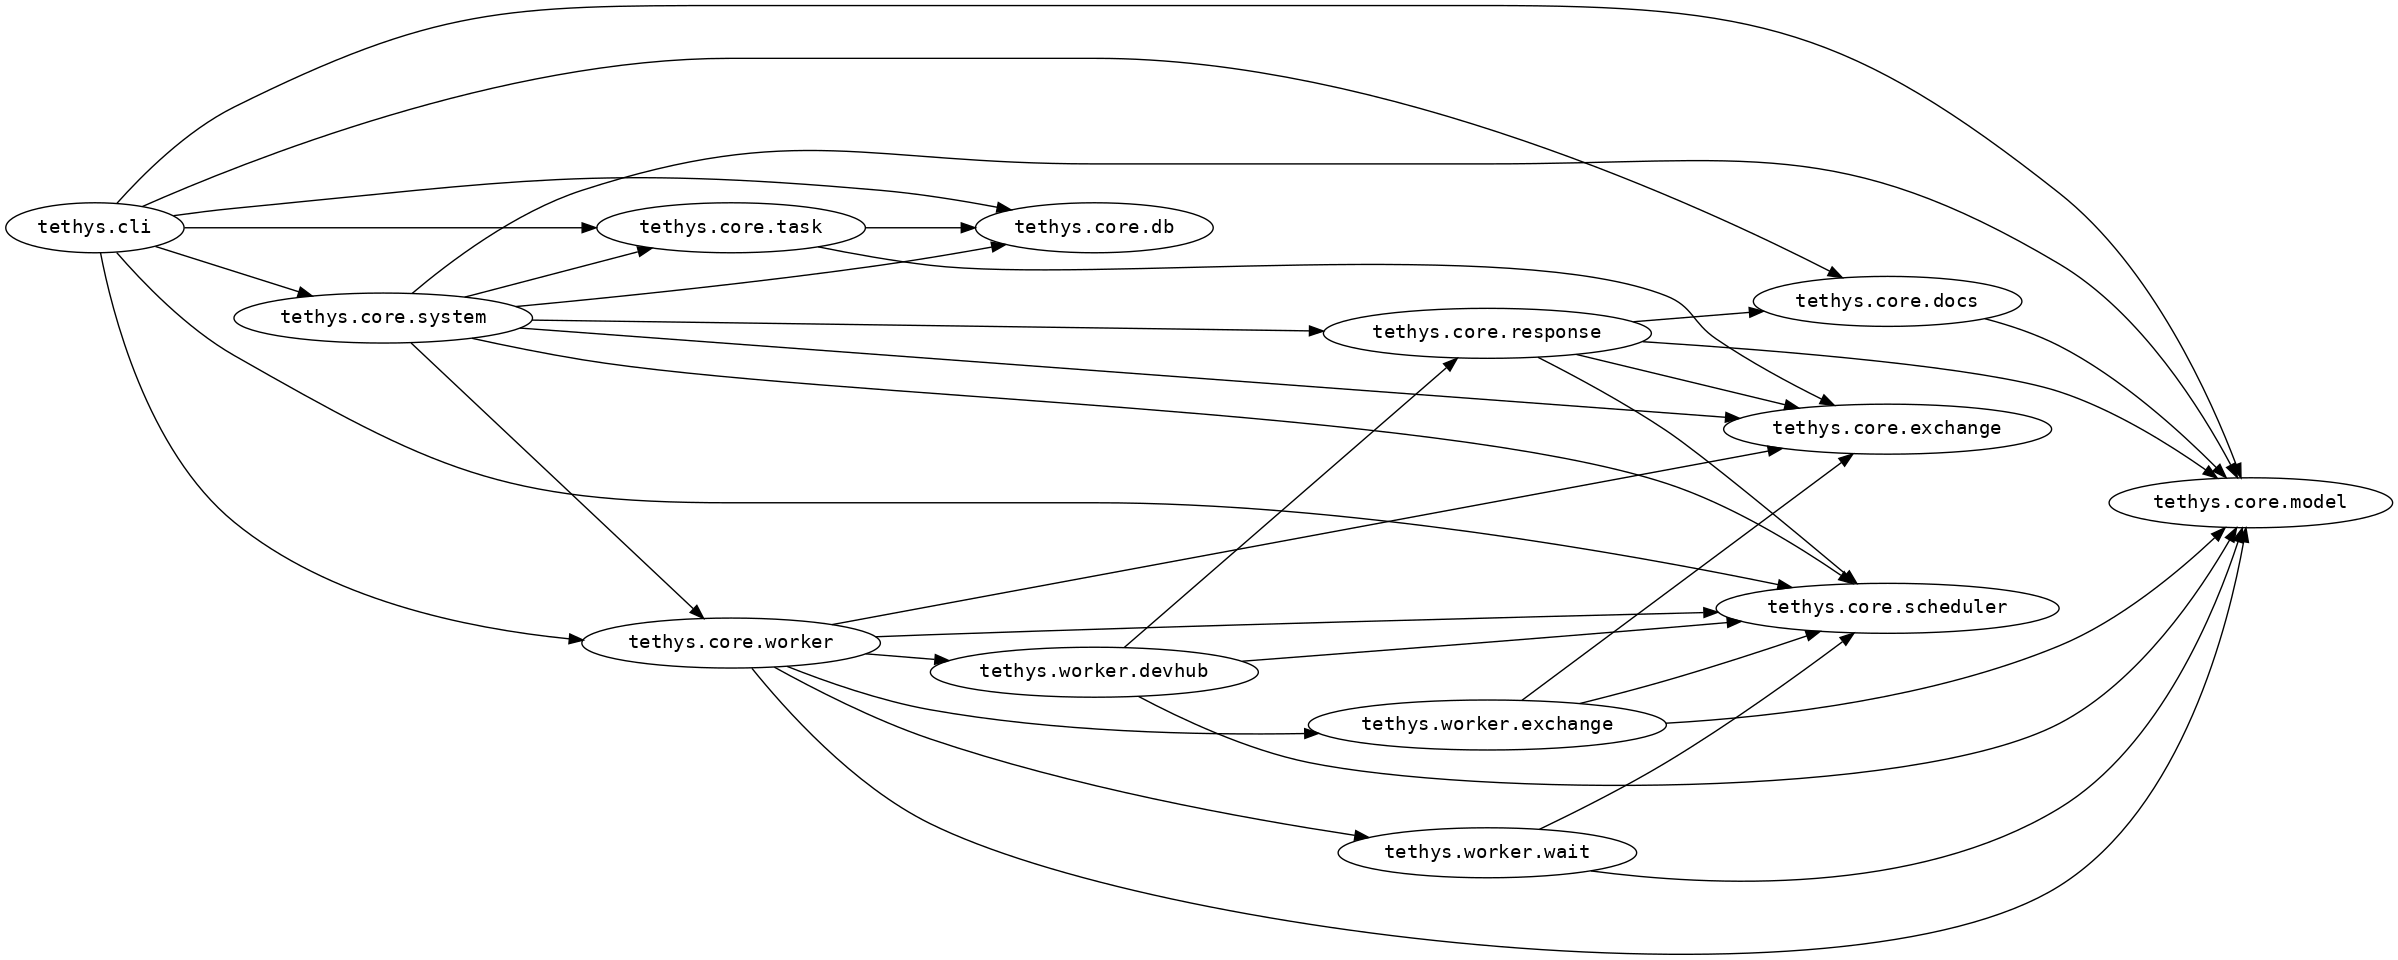 tethys.cli
tethys.core.task
tethys.core.db
tethys.core.system
tethys.core.docs
tethys.core.response
tethys.core.exchange
tethys.core.model
tethys.core.scheduler
tethys.core.worker
tethys.worker.devhub
tethys.worker.exchange
tethys.worker.wait